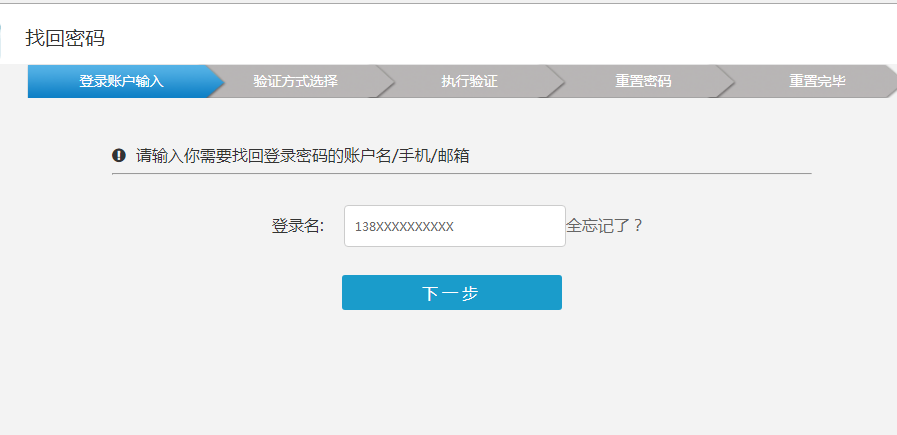 找回密码
登录账户输入 验证方式选择 执行验证 重置密码 重置完毕
请输入你需要找回登录密码的账户名/手机/邮箱
登录名: 138XXXXXXXXXX 全忘记了？
下一步